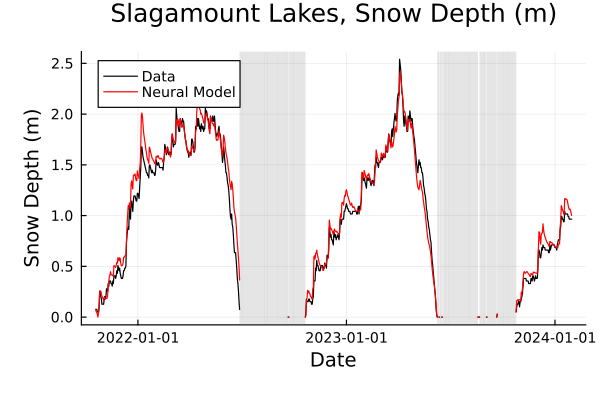 Slagamount Lakes, Snow Depth (m)
Data
Neural Model
Snow Depth (m)
2.5
2.0
1.5
1.0
0.5
0.0
2022-01-01
2023-01-01
2024-01-01
Date